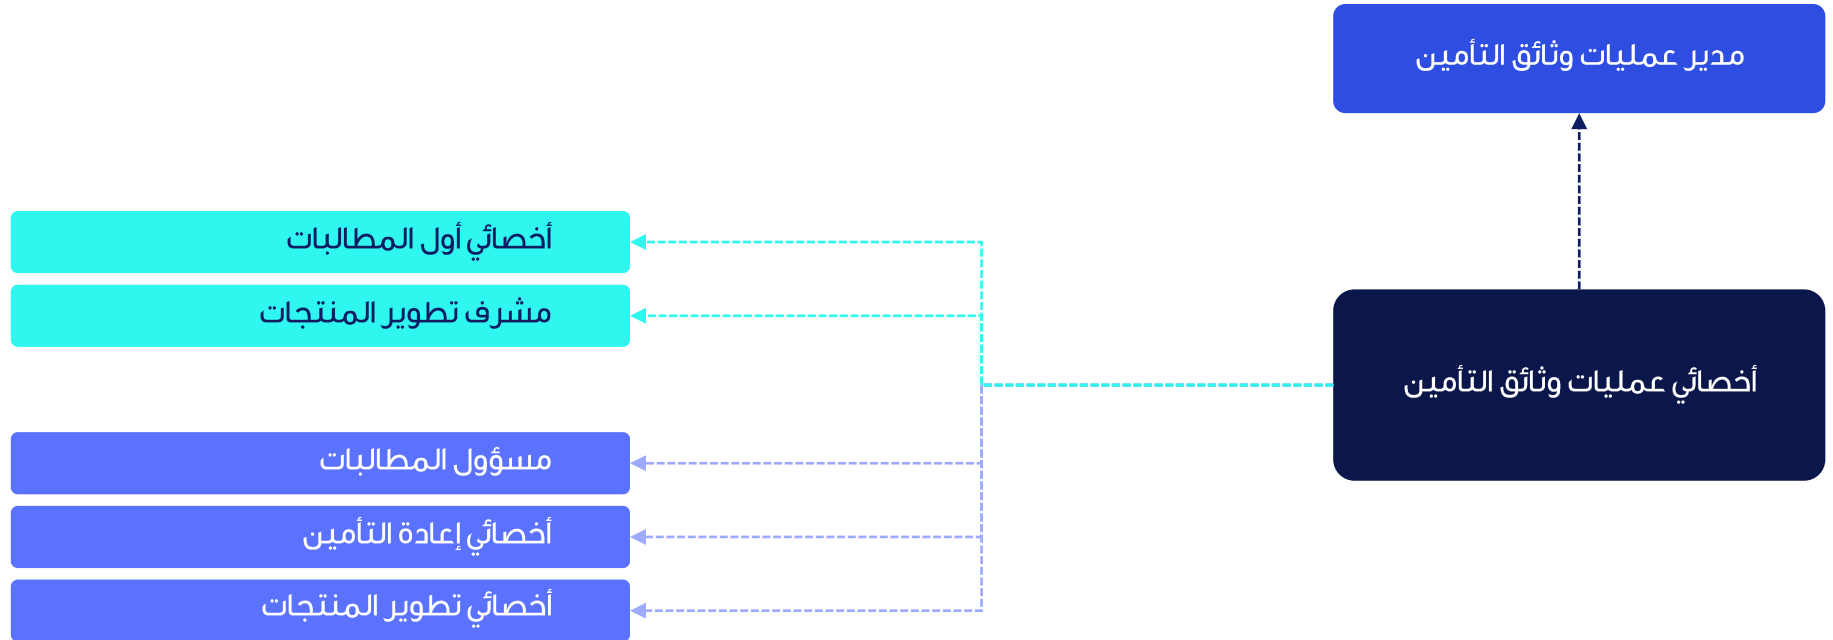 مدير عمليات وثائق التأمين
أخصائي عمليات وثائق التأمين
أخصائي أول المطالبات
مشرف تطوير المنتجات
مسؤول المطالبات
أخصائي إعادة التأمين
أخصائي تطوير المنتجات